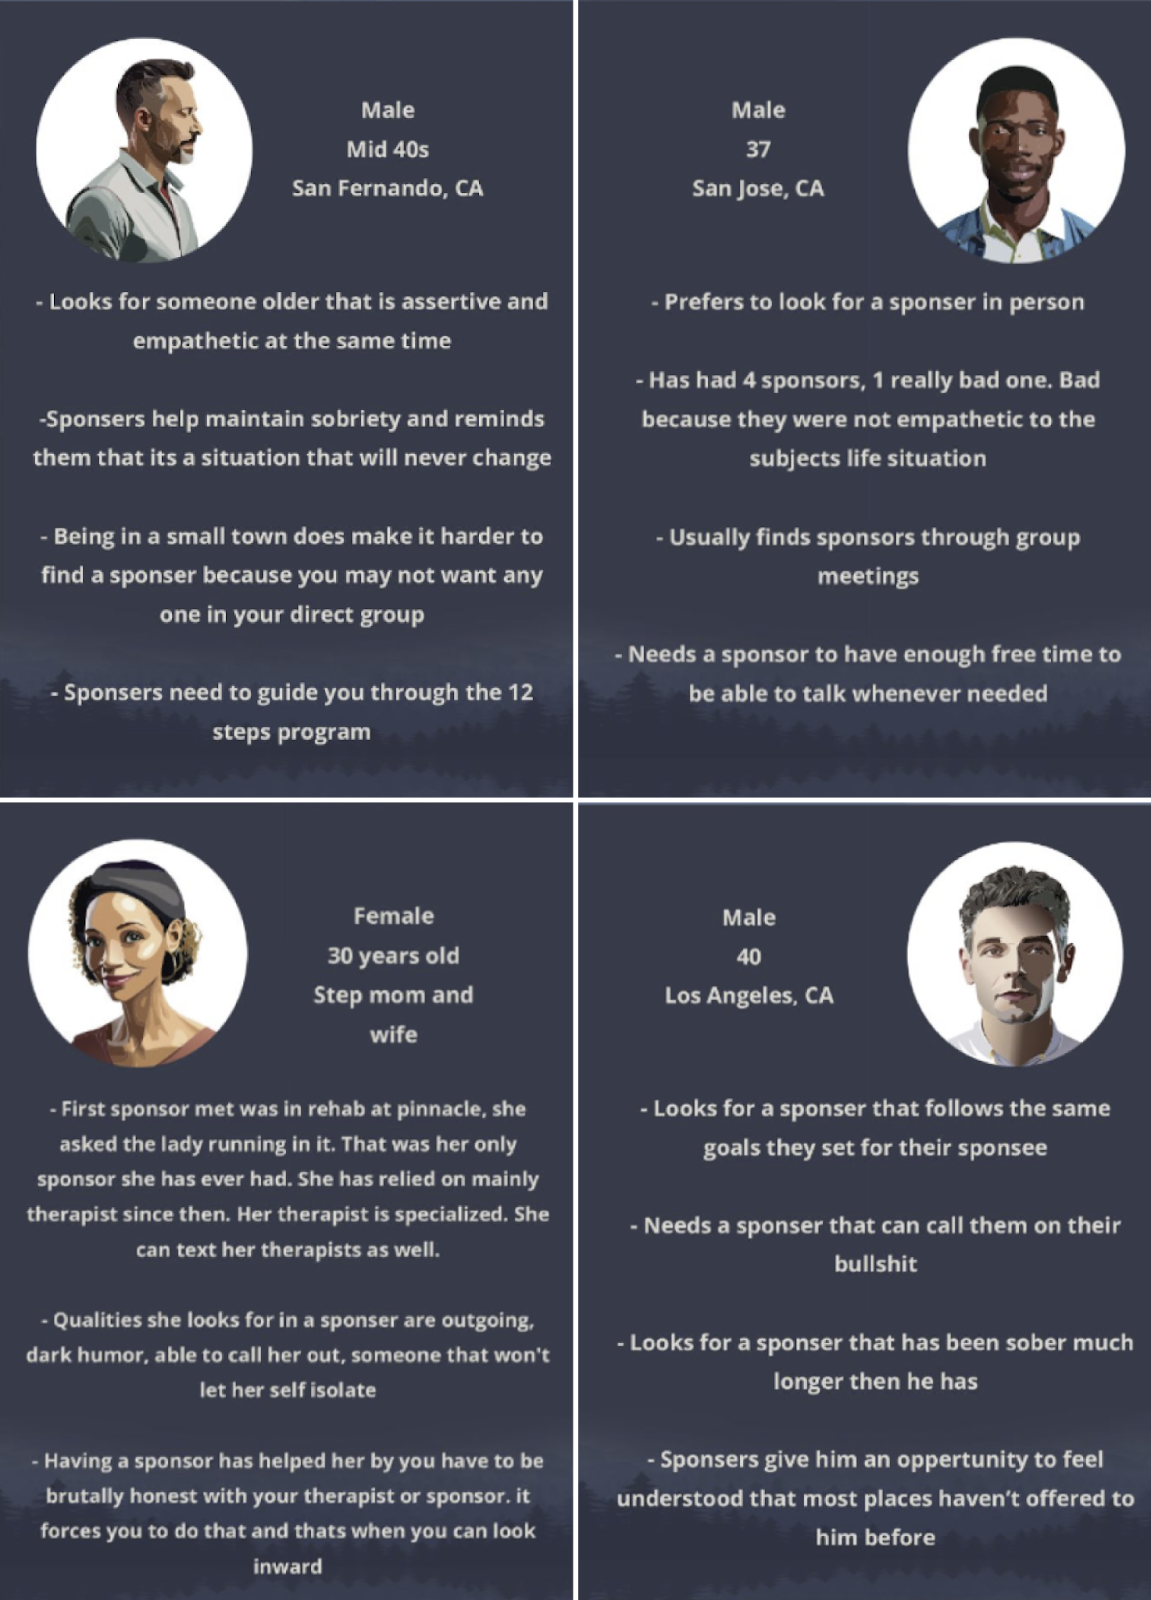 Male
Mid 40s
San Fernando, CA
- Looks for someone older that is assertive and
empathetic at the same time
-Sponsers help maintain sobriety and reminds
them that its a situation that will never change
- Being in a small town does make it harder to
find a sponser because you may not want any
one in your direct group
- Sponsers need to guide you through the 12
steps program
Male
37
San Jose, CA
- Prefers to look for a sponser in person
- Has had 4 sponsors, 1 really bad one. Bad
because they were not empathetic to the
subjects life situation
- Usually finds sponsors through group
meetings
- Needs a sponsor to have enough free time to
be able to talk whenever needed
Female
30 years old
Step mom and
wife
- First sponsor met was in rehab at pinnacle, she
asked the lady running in it. That was her only
sponsor she has ever had. She has relied on mainly
therapist since then. Her therapist is specialized. She
can text her therapists as well.
- Qualities she looks for in a sponser are outgoing,
dark humor, able to call her out, someone that won't
let her self isolate
- Having a sponsor has helped her by you have to be
brutally honest with your therapist or sponsor. it
forces you to do that and thats when you can look
inward
Male
40
Los Angeles, CA
- Looks for a sponser that follows the same
goals they set for their sponsee
- Needs a sponser that can call them on their
bullshit
- Looks for a sponser that has been sober much
longer then he has
- Sponsers give him an oppertunity to feel
understood that most places haven't offered to
him before